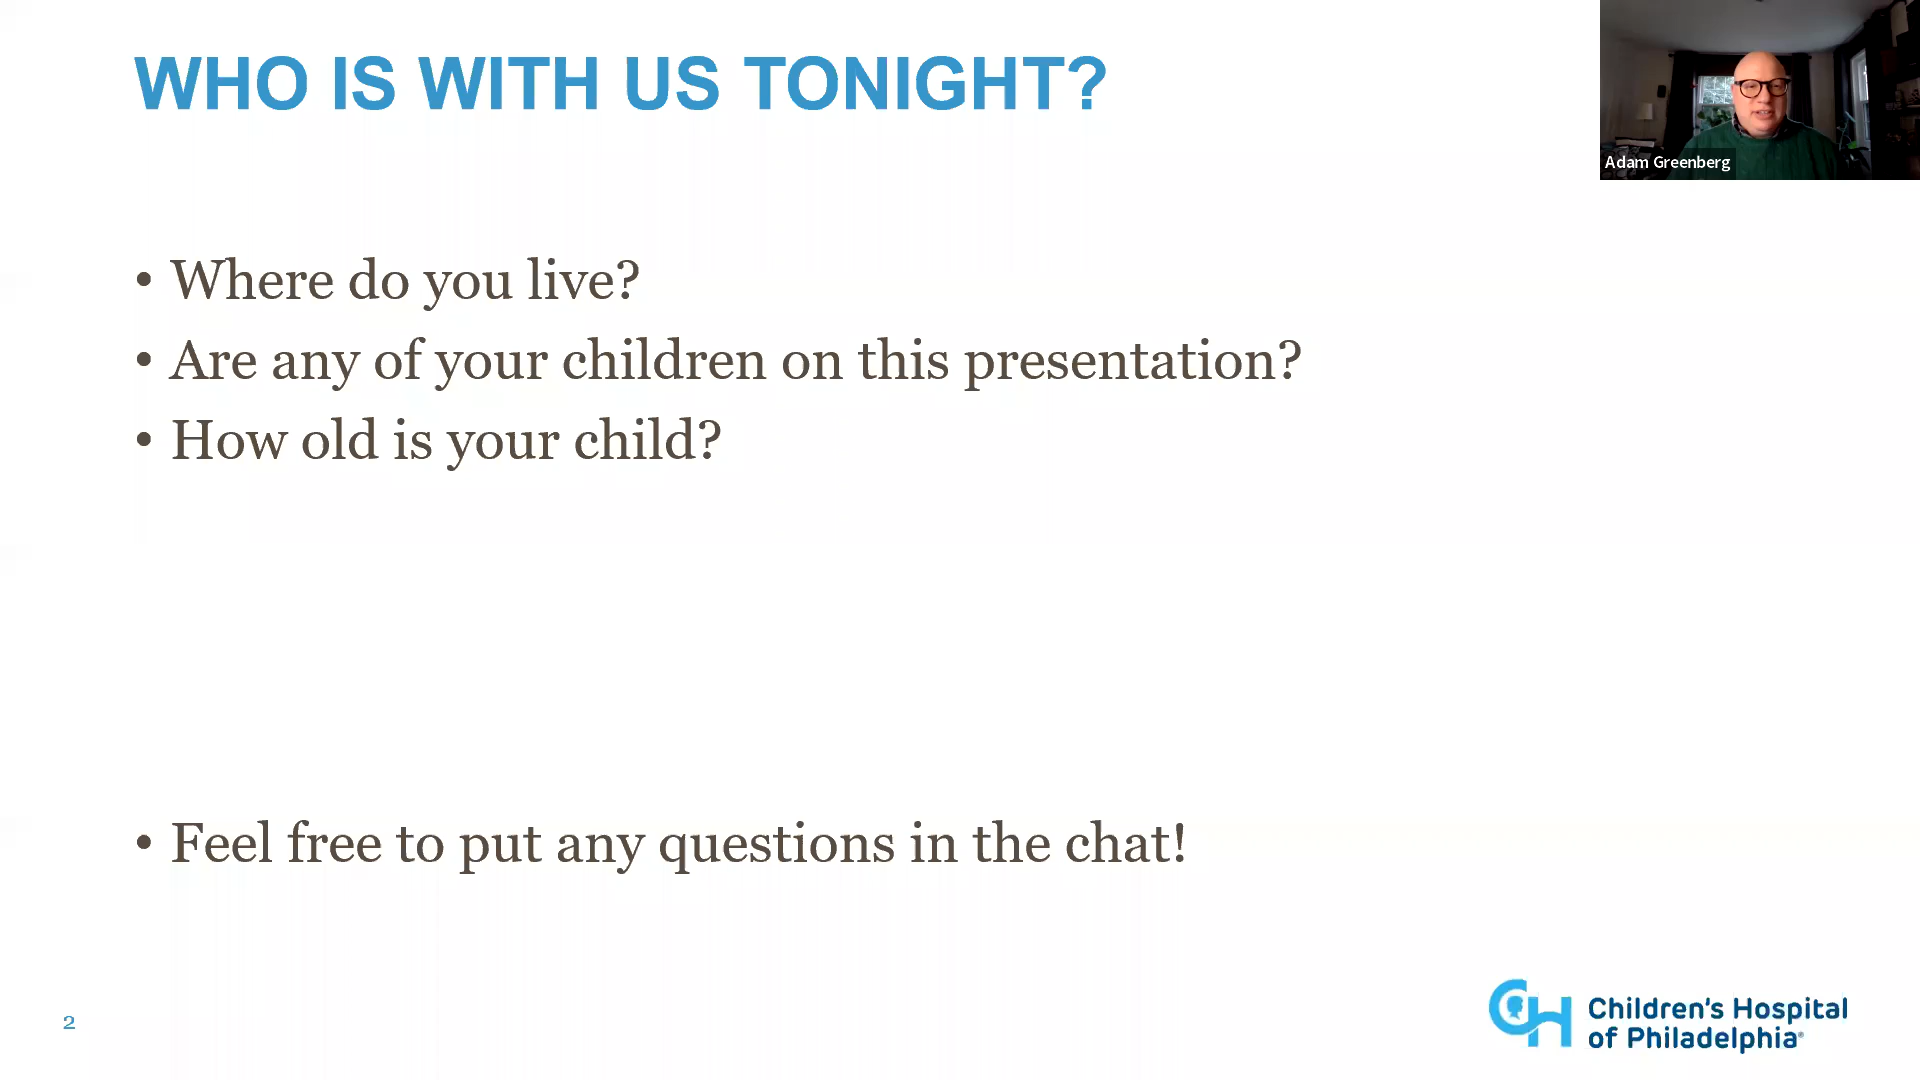 WHO IS WITH US TONIGHT?
Adam Greenberg
• Where do you live?
• Are any of your children on this presentation?
• How old is your child?
• Feel free to put any questions in the chat!
2
CH
Children's Hospital
of Philadelphia®